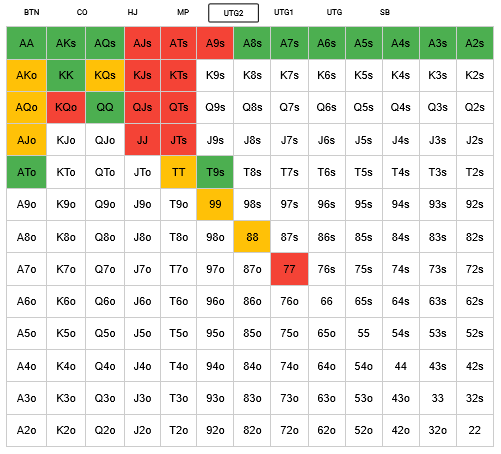 BTN CO HJ MP UTG2 UTG1 UTG SB
AA AKs AQs AJs ATs A9s A8s A7s A6s A5s A4s A3s A2s
AKo KK KQs KJs KTs K9s K8s K7s K6s K5s K4s K3s K2s
AQo KQo QQ QJs QTs Q9s Q8s Q7s Q6s Q5s Q4s Q3s Q2s
AJo KJo QJo JJ JTs J9s J8s J7s J6s J5s J4s J3s J2s
ATo KTo QTo JTo TT T9s T8s T7s T6s T5s T4s T3s T2s
A9o K9o Q9o J9o T9o 99 98s 97s 96s 95s 94s 93s 92s
A8o K8o Q8o J8o T8o 98o 88 87s 86s 85s 84s 83s 82s
A7o K7o Q7o J7o T7o 97o 87o 77 76s 75s 74s 73s 72s
A6o K6o Q6o J6o T6o 96o 86o 76o 66 65s 64s 63s 62s
A5o K5o Q5o J5o T5o 95o 85o 75o 65o 55 54s 53s 52s
A4o K4o Q4o J4o T4o 94o 84o 74o 64o 54o 44 43s 42s
A3o K3o Q3o J3o T3o 93o 83o 73o 63o 53o 43o 33 32s
A2o K2o Q2o J2o T2o 92o 82o 72o 62o 52o 42o 32o 22